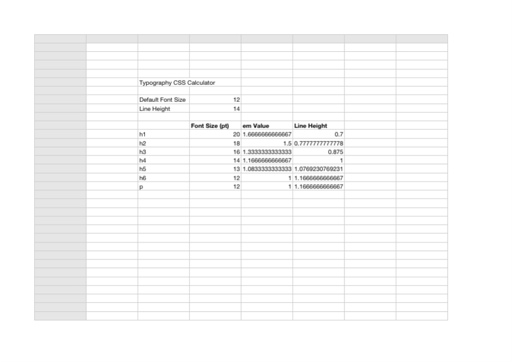 Typography CSS Calculator
Default Font Size 12
Line Height 14
Font Size (pt) em Value Line Height
h1 20 1.6666666666667 0.7
h2 18 1.5 0.7777777777778
h3 16 1.3333333333333 0.875
h4 14 1.1666666666667 1
h5 13 1.0833333333333 1.0769230769231
h6 12 1 1.1666666666667
p 12 1 1.1666666666667